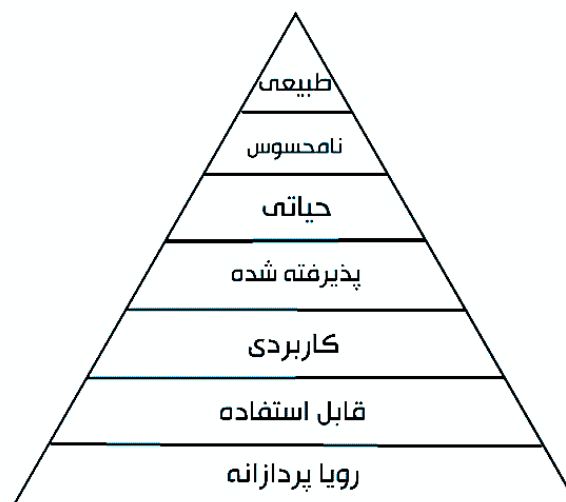 طبیعی
نامحسوس
حیاتی
پذیرفته شده
کاربردی
قابل استفاده
رویا پردازانه